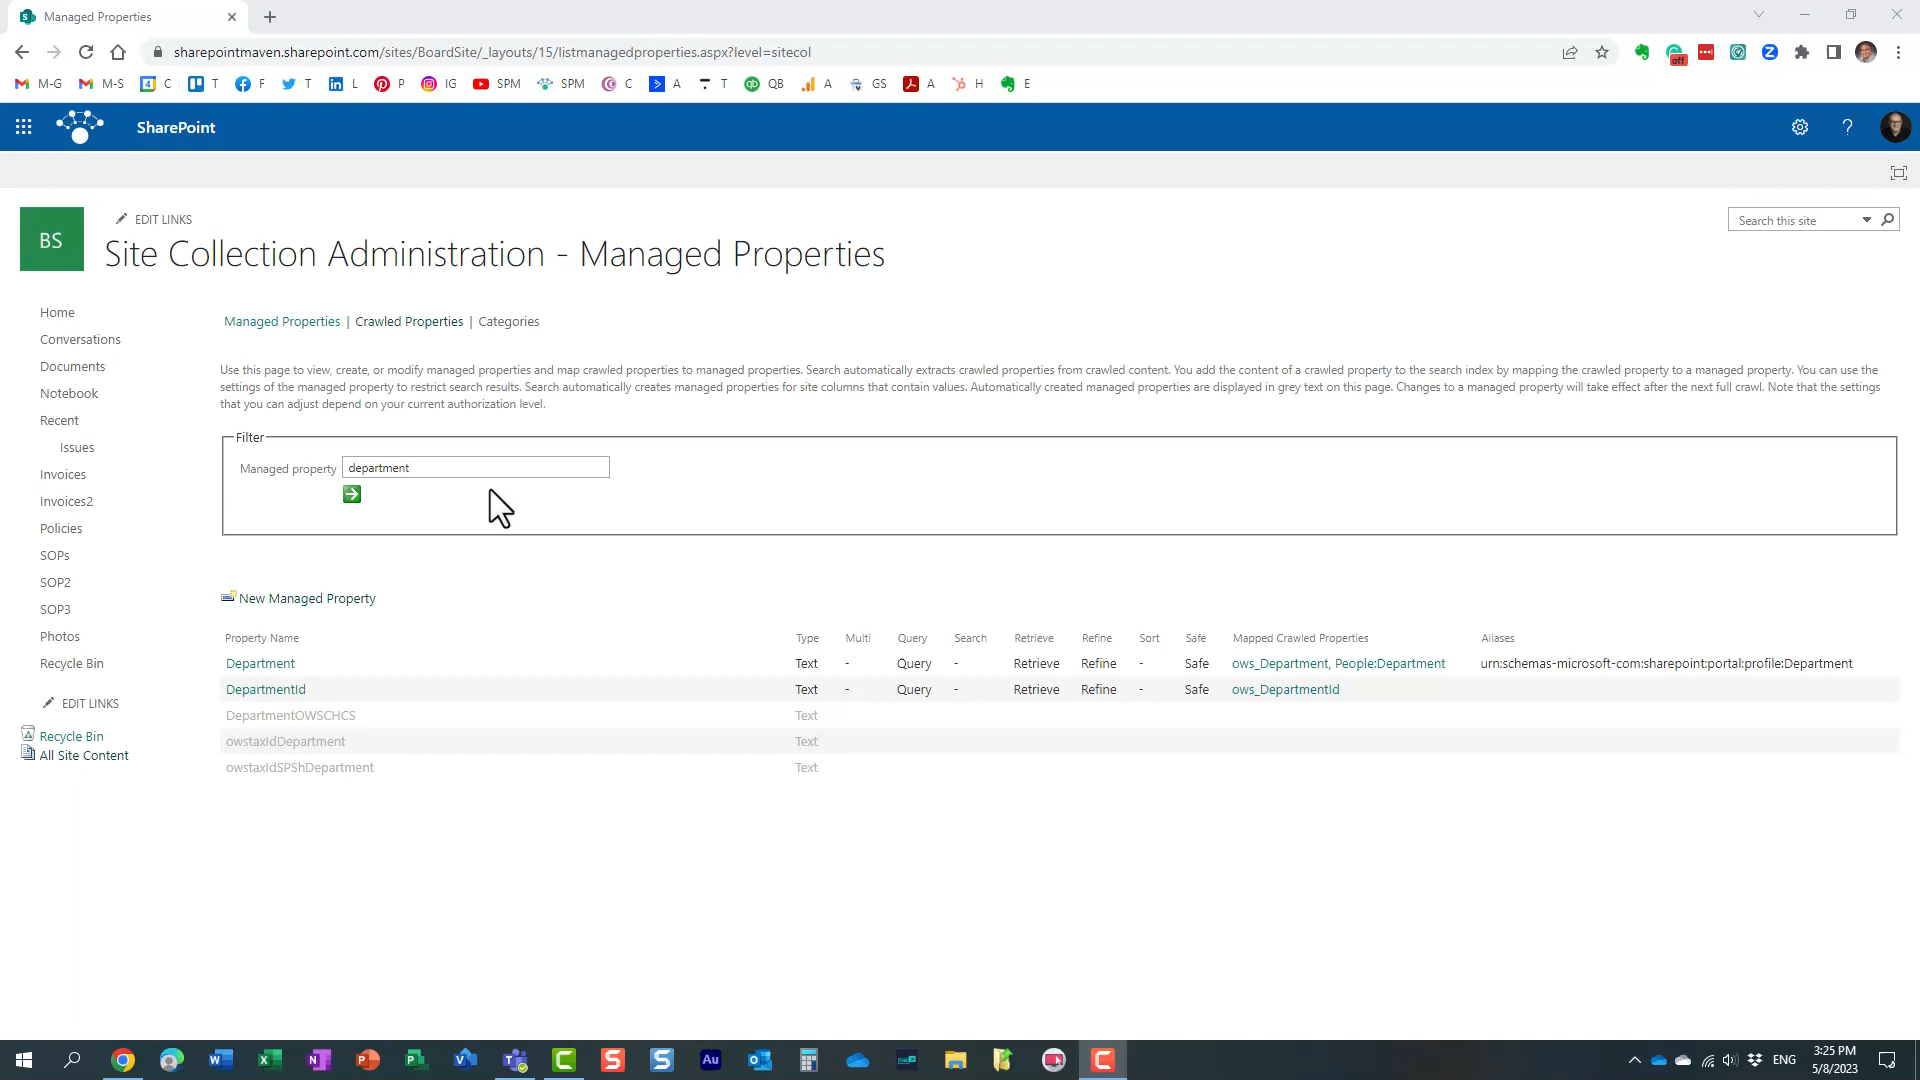 Managed Properties
sharepointmaven.sharepoint.com/sites/BoardSite/_layouts/15/listmanagedproperties.aspx?level=sitecol
off
M-G M-S C T F T L P IG SPM SPM C A T QB A GS A H E
SharePoint
BS
EDIT LINKS
Search this site
Site Collection Administration - Managed Properties
Home
Conversations
Documents
Notebook
Recent
Issues
Invoices
Invoices2
Policies
SOPs
SOP2
SOP3
Photos
Recycle Bin
EDIT LINKS
Recycle Bin
All Site Content
Managed Properties | Crawled Properties | Categories
Use this page to view, create, or modify managed properties and map crawled properties to managed properties. Search automatically extracts crawled properties from crawled content. You add the content of a crawled property to the search index by mapping the crawled property to a managed property. You can use the
settings of the managed property to restrict search results. Search automatically creates managed properties for site columns that contain values. Automatically created managed properties are displayed in grey text on this page. Changes to a managed property will take effect after the next full crawl. Note that the settings
that you can adjust depend on your current authorization level.
Filter
Managed property department
New Managed Property
Property Name Type Multi Query Search Retrieve Refine Sort Safe Mapped Crawled Properties Aliases
Department Text - Query - Retrieve Refine - Safe ows_Department, People:Department urn:schemas-microsoft-com:sharepoint:portal:profile:Department
DepartmentId Text - Query - Retrieve Refine - Safe ows_DepartmentId
DepartmentOWSCHCS Text
owstaxIdDepartment Text
owstaxIdSPShDepartment Text
ENG
3:25 PM
5/8/2023